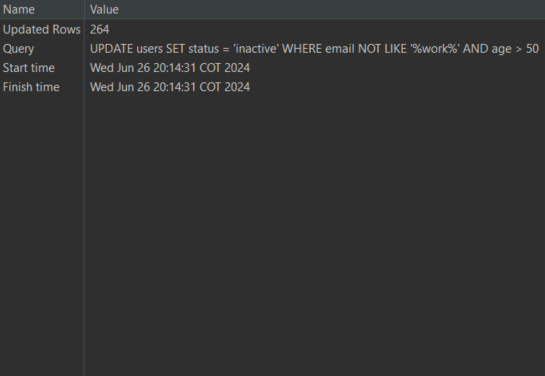 Name Value
Updated Rows 264
Query UPDATE users SET status = 'inactive' WHERE email NOT LIKE '%work%' AND age > 50
Start time Wed Jun 26 20:14:31 COT 2024
Finish time Wed Jun 26 20:14:31 COT 2024